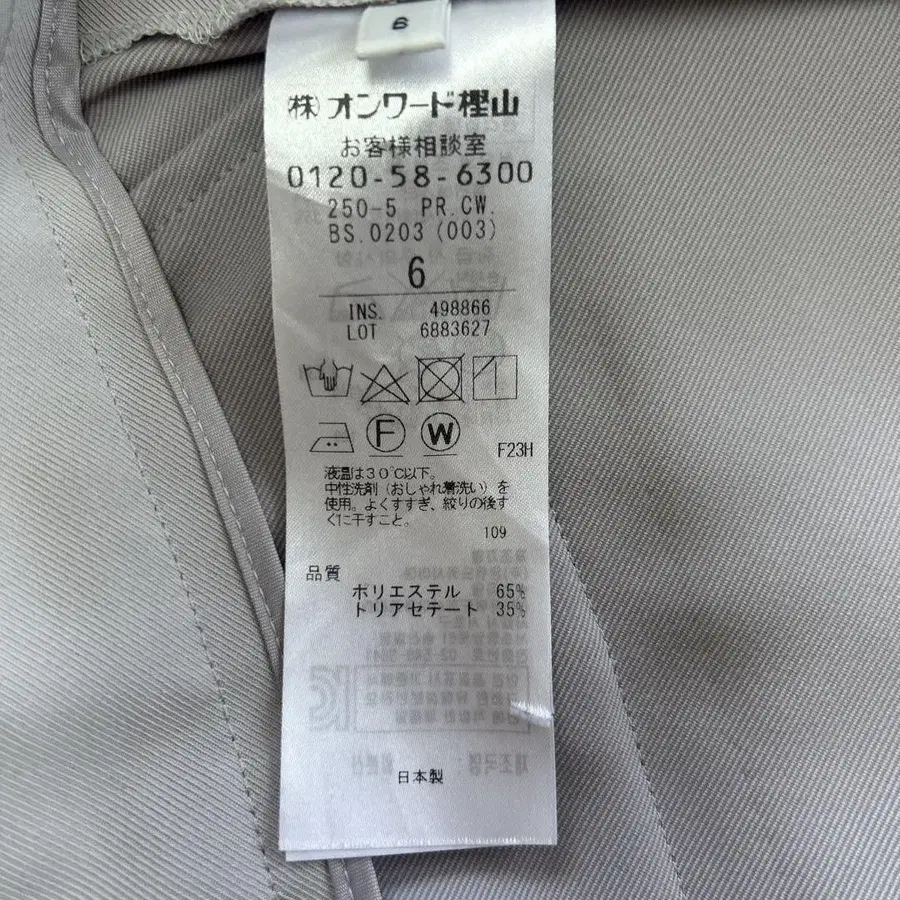 6
㈱オンワード樫山
お客様相談室
0120-58-6300
250-5 PR.CW.
BS.0203(003)
6
INS. 498866
LOT 6883627
F W
F23H
液温は30℃以下。
中性洗剤(おしゃれ着洗い)を
使用。よくすすぎ、絞りの後す
ぐに干すこと。
109
品質
ポリエステル 65%
トリアセテート 35%
日本製